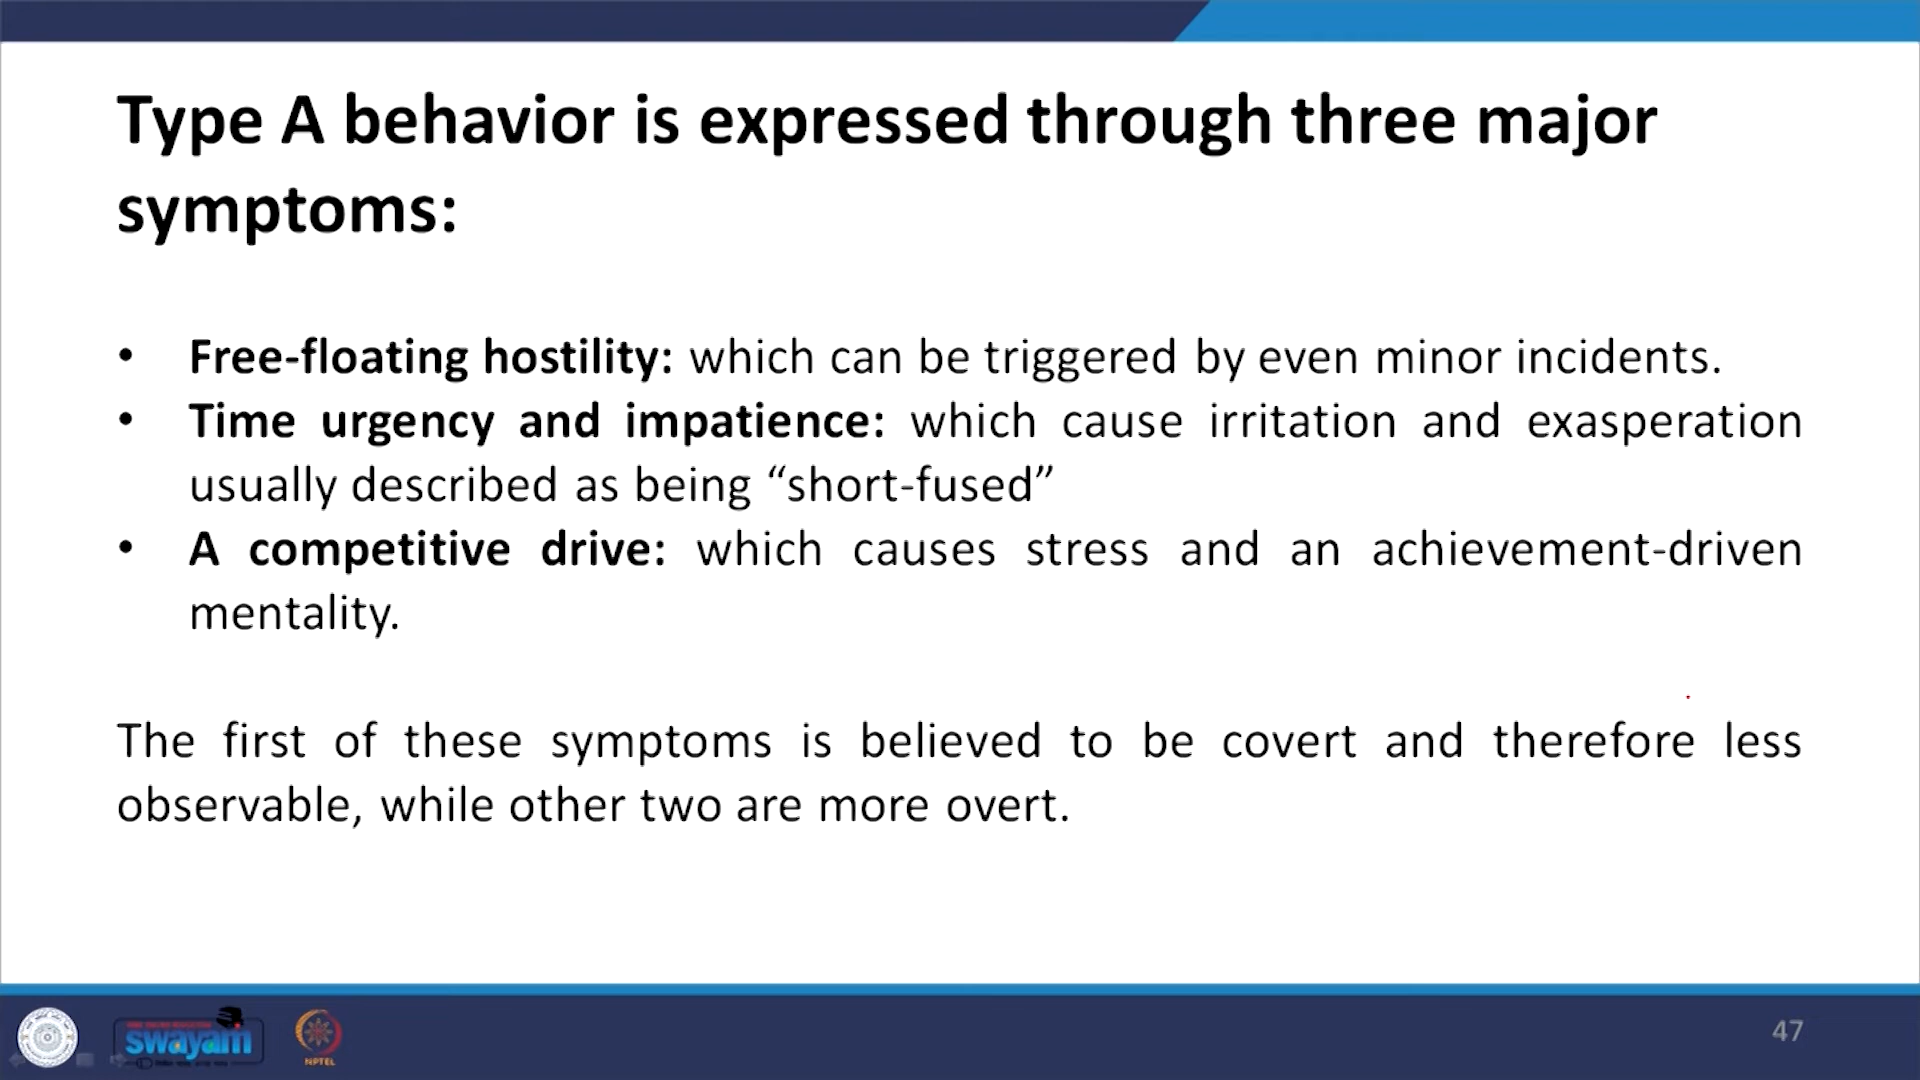 Type A behavior is expressed through three major
symptoms:
• Free-floating hostility: which can be triggered by even minor incidents.
• Time urgency and impatience: which cause irritation and exasperation
usually described as being “short-fused”
• A competitive drive: which causes stress and an achievement-driven
mentality.
The first of these symptoms is believed to be covert and therefore less
observable, while other two are more overt.
swayam
NPTEL
47